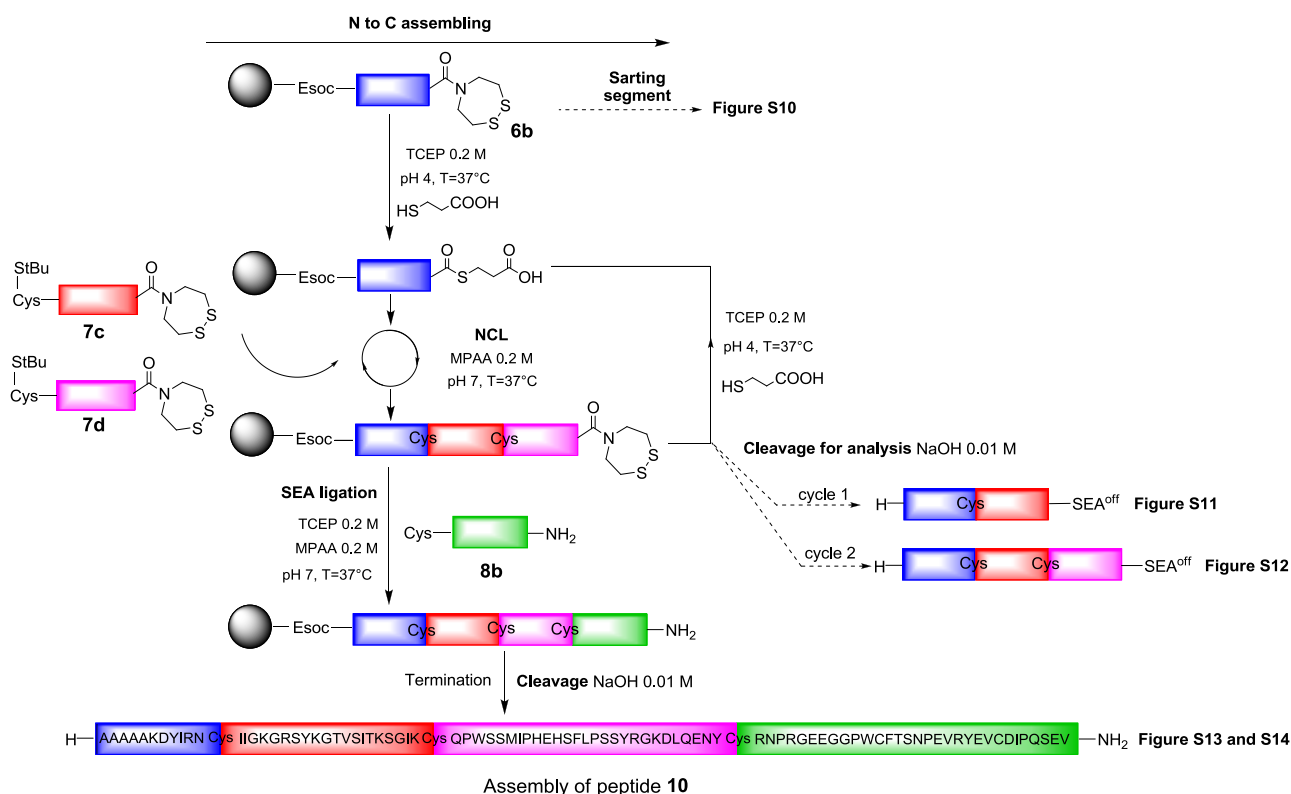 N to C assembling
Esoc
O
N
S
S
6b
Sarting
segment
Figure S10
TCEP 0.2 M
pH 4, T=37°C
HS COOH
StBu
Cys
O
N
S
S
7c
Esoc
O
S
O
OH
StBu
Cys
O
N
S
S
7d
NCL
MPAA 0.2 M
pH 7, T=37°C
TCEP 0.2 M
pH 4, T=37°C
HS COOH
Esoc
Cys
Cys
O
N
S
S
Cleavage for analysis NaOH 0.01 M
SEA ligation
TCEP 0.2 M
MPAA 0.2 M
pH 7, T=37°C
Cys
NH2
8b
cycle 1
H Cys SEAoff Figure S11
cycle 2
H Cys Cys SEAoff Figure S12
Esoc Cys Cys Cys NH2
Termination Cleavage NaOH 0.01 M
H AAAAAKDYIRN Cys IIGKGRSYKGTVSITKSGIK Cys QPWSSMIPHEHSFLPSSYRGKDLQENY Cys RNPRGEEGGPWCFTSNPEVRYEVCDIPQSEV NH2 Figure S13 and S14
Assembly of peptide 10